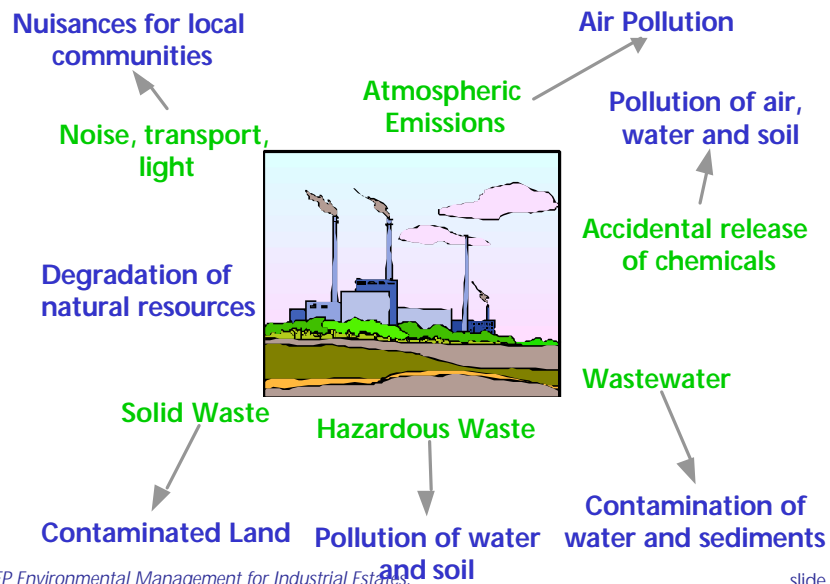 Nuisances for local
communities
Air Pollution
Atmospheric
Emissions
Pollution of air,
water and soil
Noise, transport,
light
Accidental release
of chemicals
Degradation of
natural resources
Wastewater
Solid Waste
Hazardous Waste
Contaminated Land
Pollution of water
and soil
Contamination of
water and sediments
EP Environmental Management for Industrial Estates.
slide